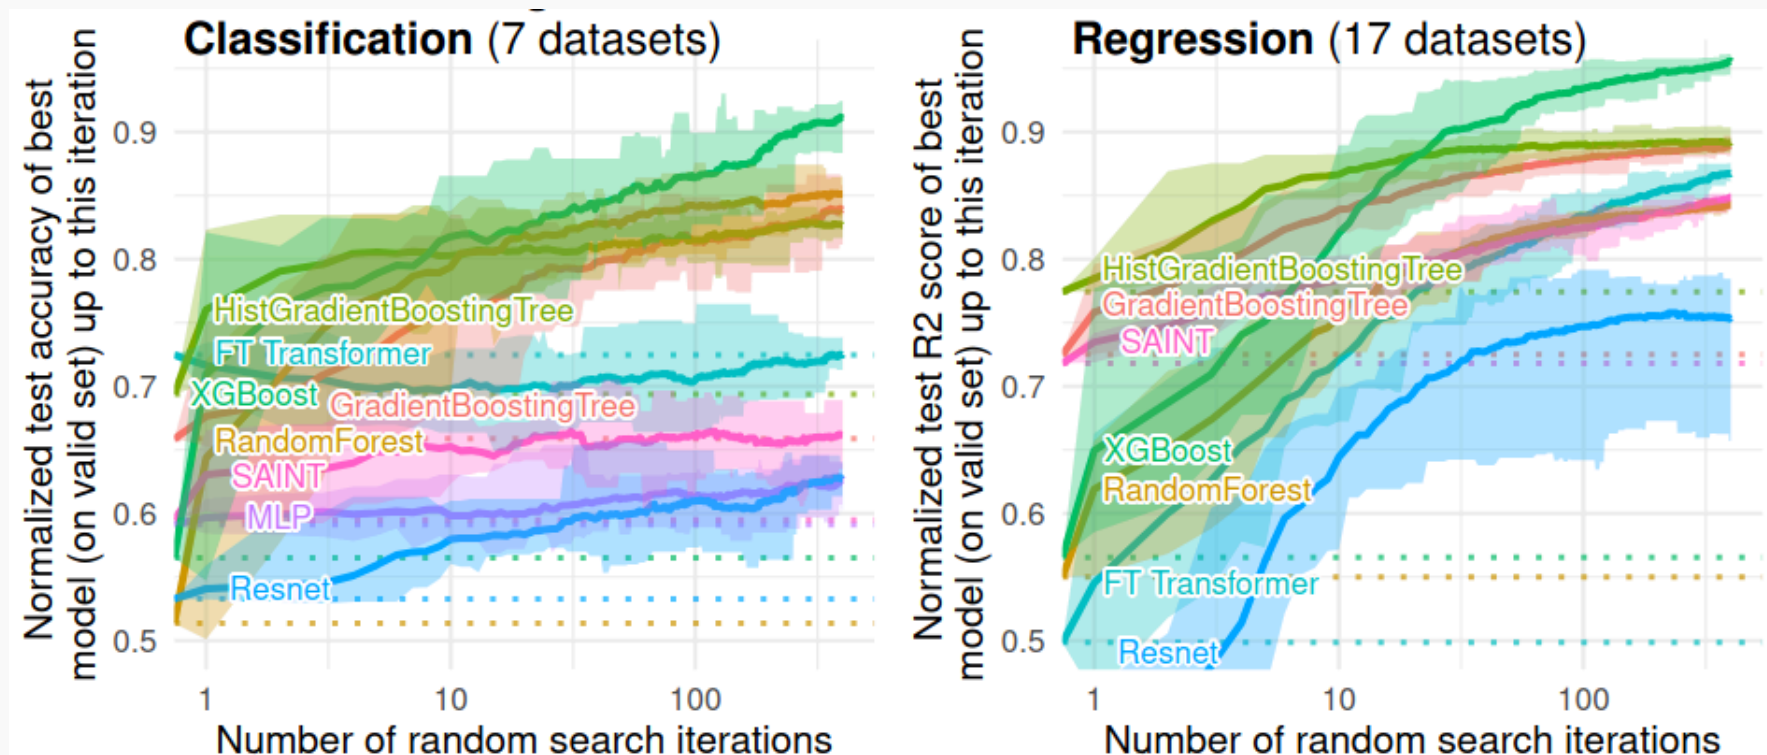 Classification (7 datasets)
Normalized test accuracy of best
model (on valid set) up to this iteration
0.9
0.8
0.7
0.6
0.5
HistGradientBoostingTree
FT Transformer
XGBoost
GradientBoostingTree
RandomForest
SAINT
MLP
Resnet
1
10
100
Number of random search iterations
Regression (17 datasets)
Normalized test R2 score of best
model (on valid set) up to this iteration
0.9
0.8
0.7
0.6
0.5
HistGradientBoostingTree
GradientBoostingTree
SAINT
XGBoost
RandomForest
FT Transformer
Resnet
1
10
100
Number of random search iterations